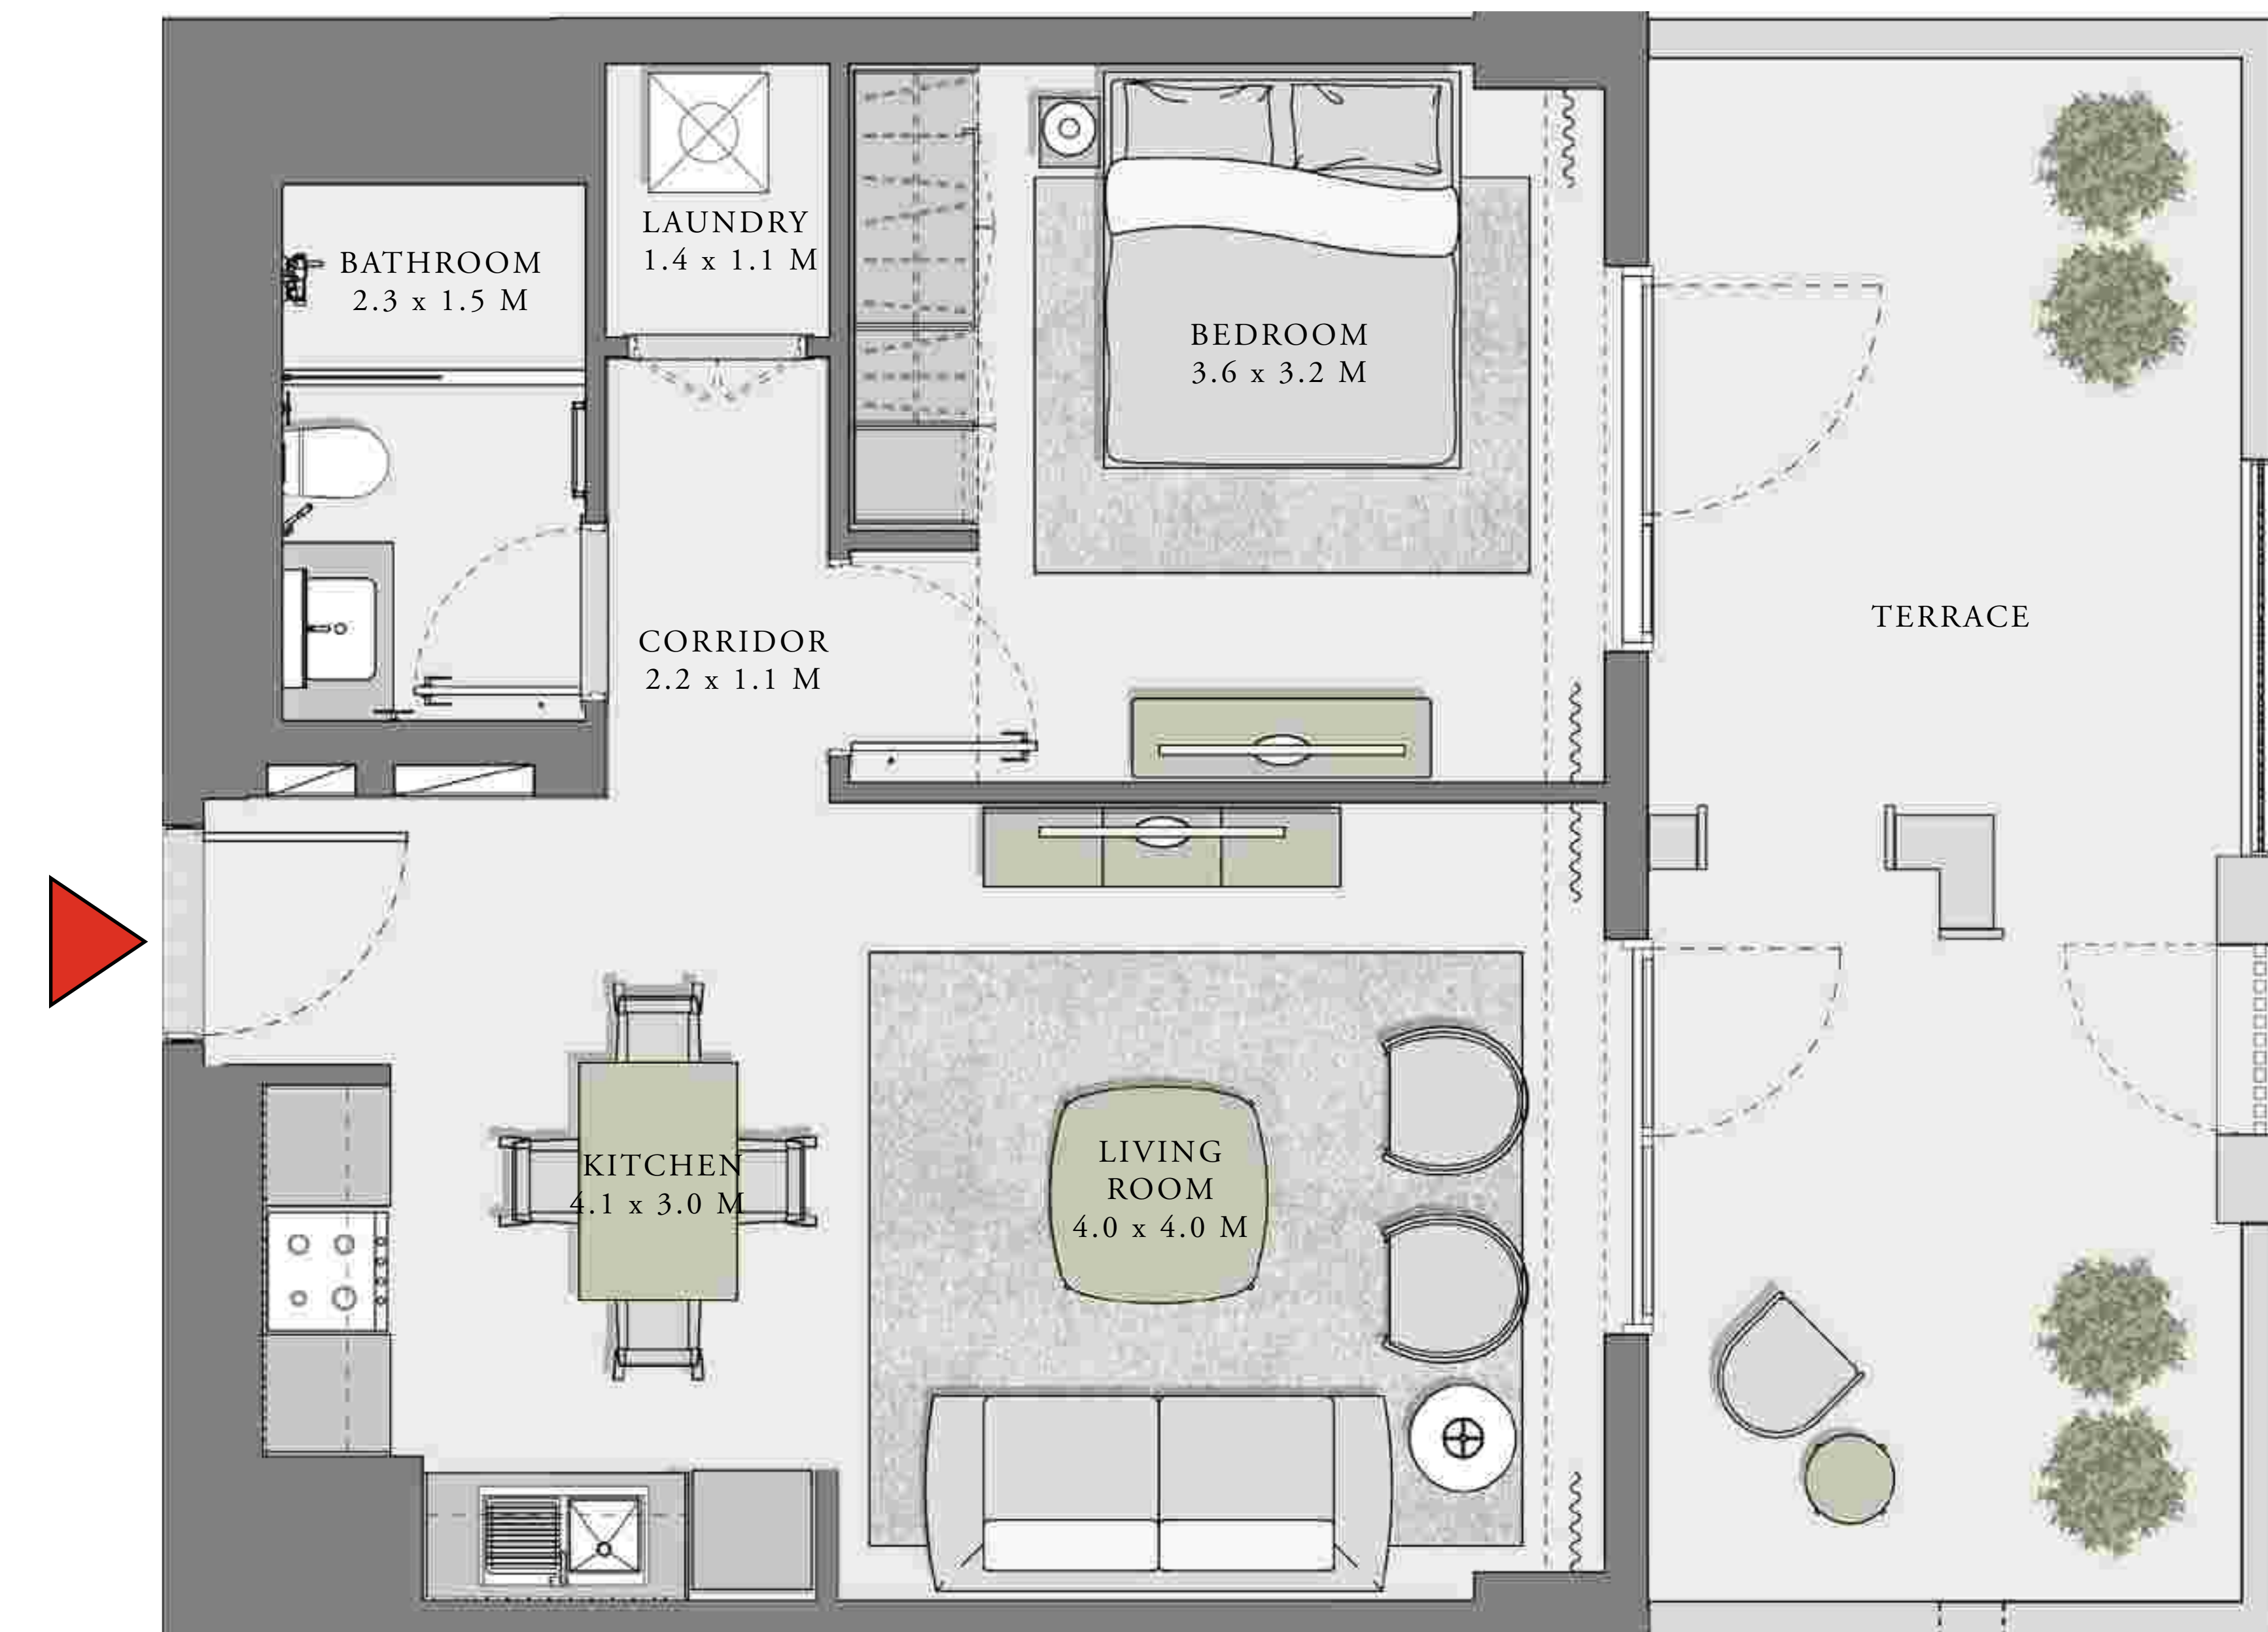 LAUNDRY
1.4 x 1.1 M
BATHROOM
2.3 x 1.5 M
BEDROOM
3.6 x 3.2 M
TERRACE
CORRIDOR
2.2 x 1.1 M
KITCHEN
4.1 x 3.0 M
LIVING
ROOM
4.0 x 4.0 M